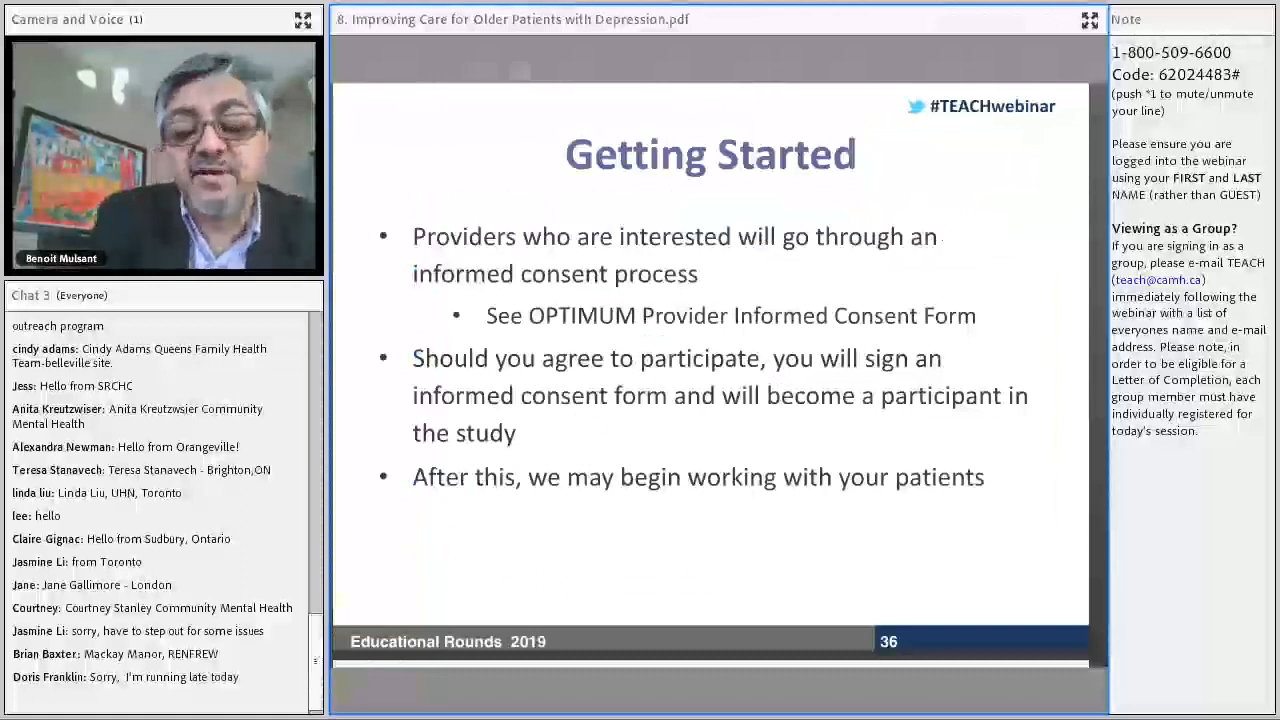 Camera and Voice (1)
Benoit Mulsant
Chat 3 (Everyone)
outreach program
cindy adams: Cindy Adams Queens Family Health
Team-belleville site.
Jess: Hello from SRCHC
Anita Kreutzwiser: Anita Kreutzwsier Community
Mental Health
Alexandra Newman: Hello from Orangeville!
Teresa Stanavech: Teresa Stanavech - Brighton,ON
linda liu: Linda Liu, UHN, Toronto
lee: hello
Claire Gignac: Hello from Sudbury, Ontario
Jasmine Li: from Toronto
Jane: Jane Gallimore - London
Courtney: Courtney Stanley Community Mental Health
Jasmine Li: sorry, have to step out for some issues
Brian Baxter: Mackay Manor, RENFREW
Doris Franklin: Sorry, I'm running late today
8. Improving Care for Older Patients with Depression.pdf
#TEACHwebinar
Getting Started
• Providers who are interested will go through an
informed consent process
• See OPTIMUM Provider Informed Consent Form
• Should you agree to participate, you will sign an
informed consent form and will become a participant in
the study
• After this, we may begin working with your patients
Educational Rounds 2019
36
Note
1-800-509-6600
Code: 62024483#
(push *1 to mute/unmute
your line)
Please ensure you are
logged into the webinar
using your FIRST and LAST
NAME (rather than GUEST)
Viewing as a Group?
If you are signing in as a
group, please e-mail TEACH
(teach@camh.ca)
immediately following the
webinar with a list of
everyones name and e-mail
address. Please note, in
order to be eligible for a
Letter of Completion, each
group member must have
individually registered for
today's session.